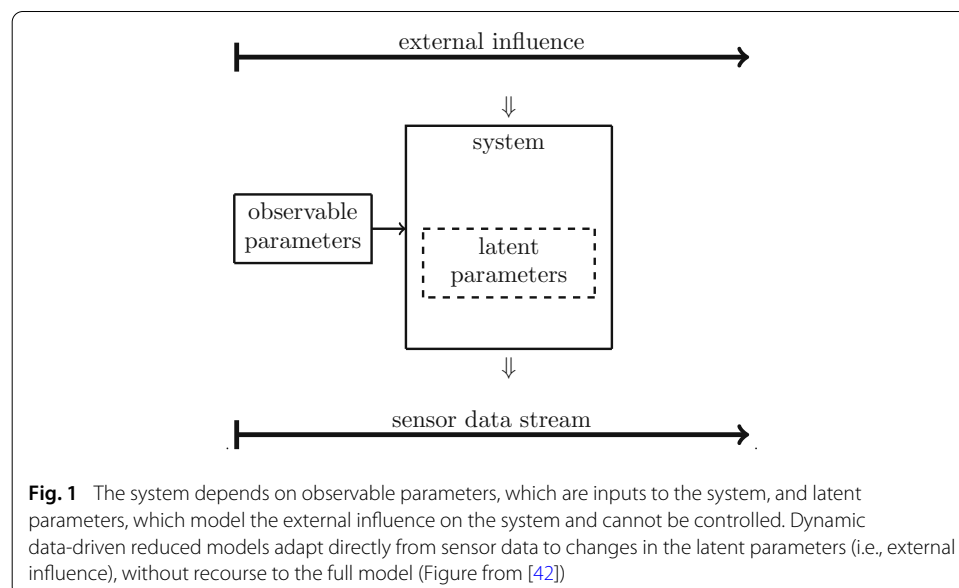 external influence
⇓
system
observable
parameters
latent
parameters
⇓
sensor data stream
Fig. 1 The system depends on observable parameters, which are inputs to the system, and latent
parameters, which model the external influence on the system and cannot be controlled. Dynamic
data-driven reduced models adapt directly from sensor data to changes in the latent parameters (i.e., external
influence), without recourse to the full model (Figure from [42])